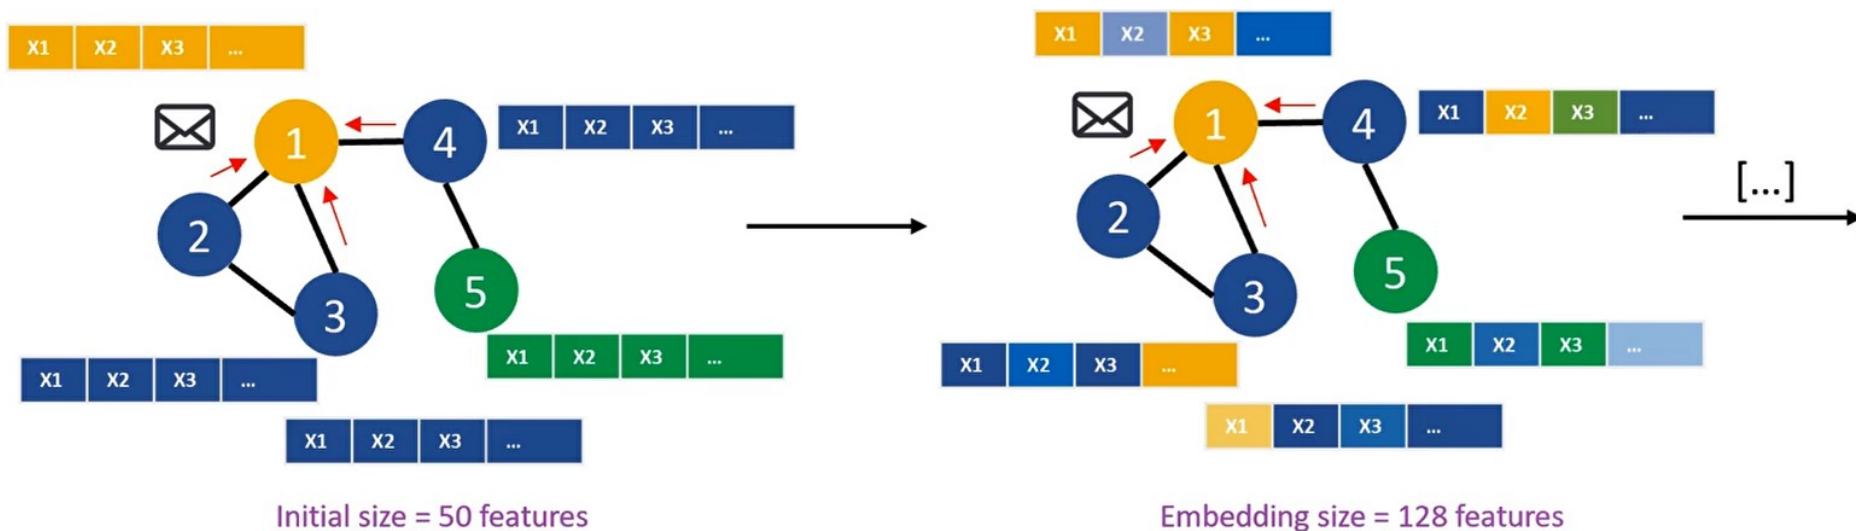 X1 X2 X3 ...
1
4
X1 X2 X3 ...
2
3
5
X1 X2 X3 ...
X1 X2 X3 ...
X1 X2 X3 ...
Initial size = 50 features
X1 X2 X3 ...
1
4
X1 X2 X3 ...
2
3
5
X1 X2 X3 ...
X1 X2 X3 ...
X1 X2 X3 ...
Embedding size = 128 features
[...]